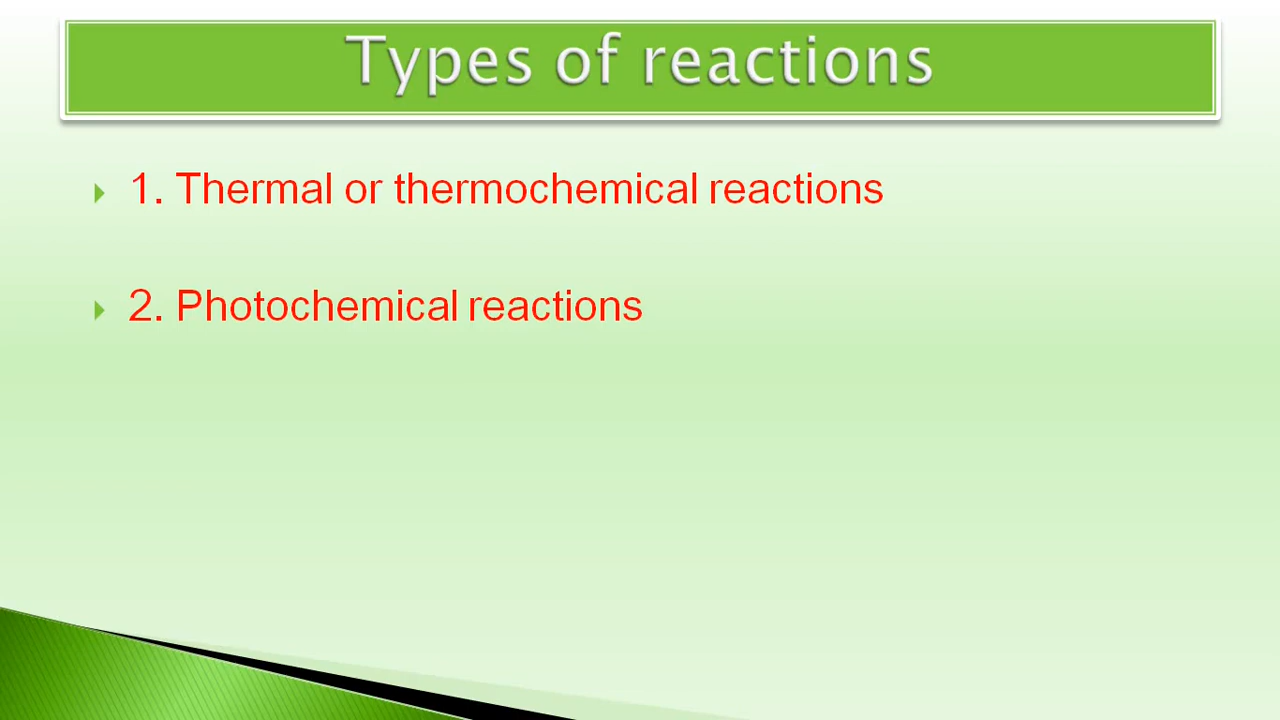 Types of reactions
1. Thermal or thermochemical reactions
2. Photochemical reactions